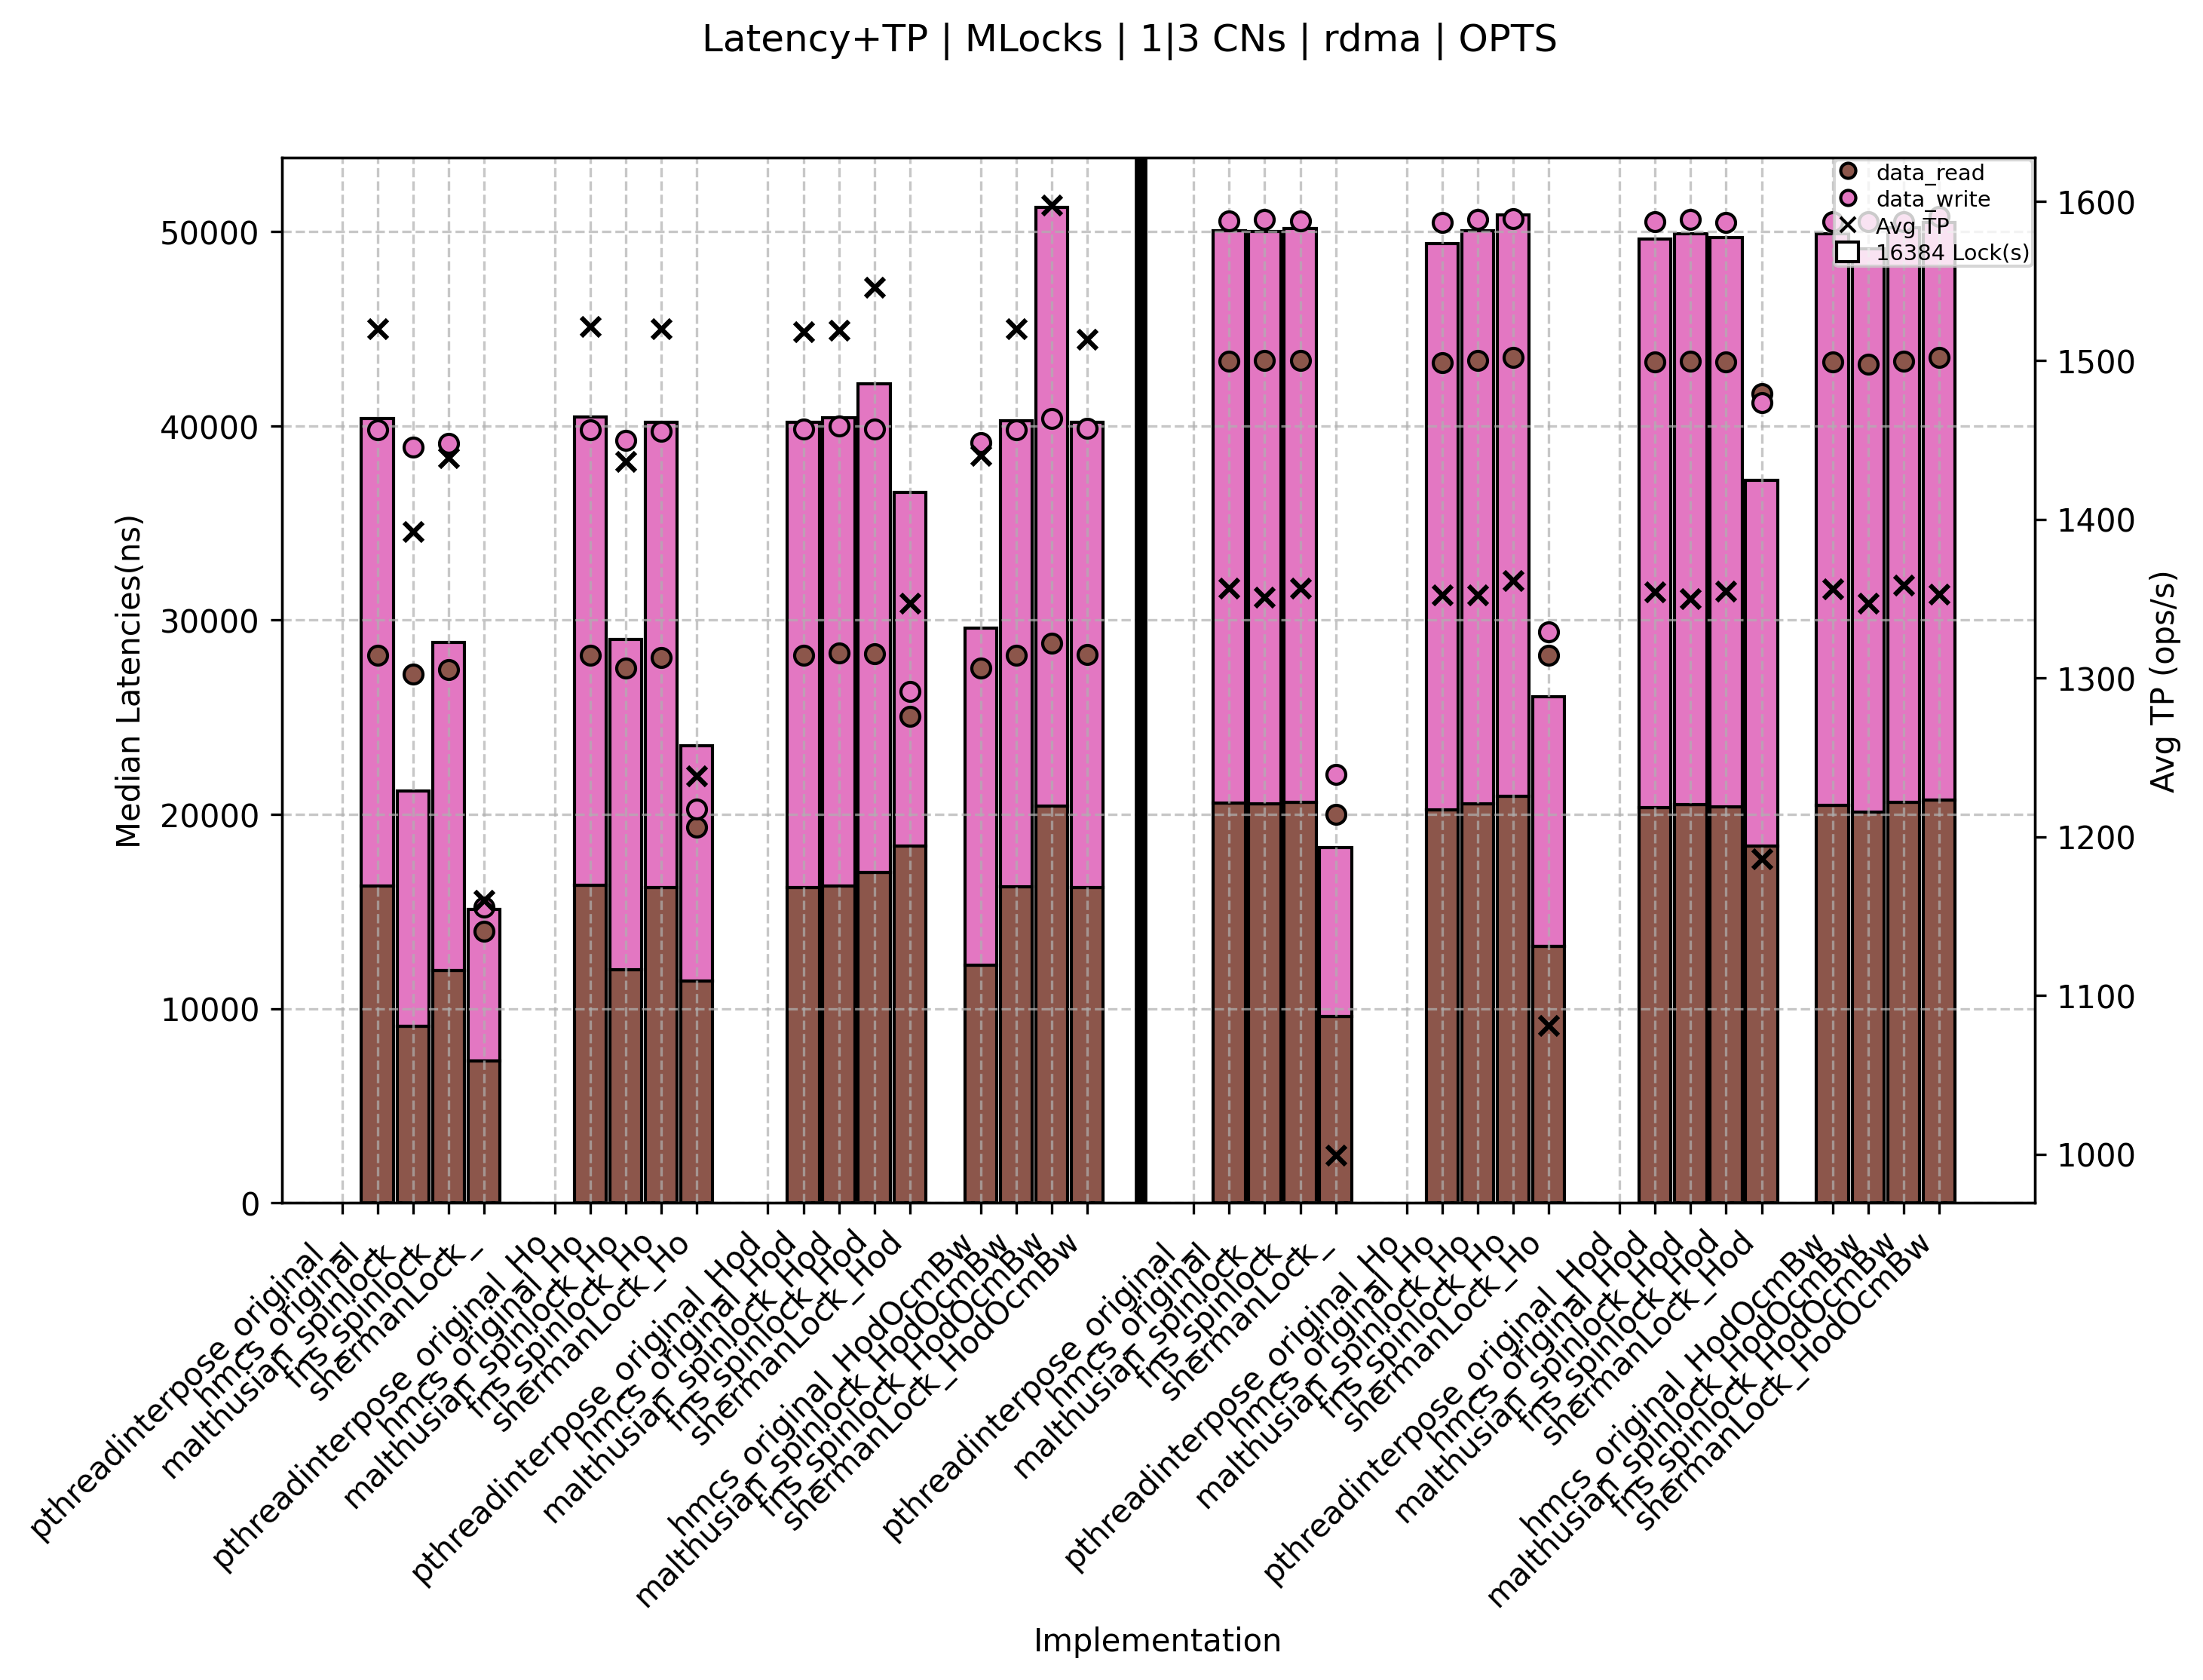 Latency+TP | MLocks | 1|3 CNs | rdma | OPTS
data_read
data_write
Avg TP
16384 Lock(s)
Median Latencies(ns)
50000
40000
30000
20000
10000
0
1600
1500
1400
1300
1200
1100
1000
Avg TP (ops/s)
pthreadinterpose_original
hmcs_original
malthusian_spinlock
fns_spinlock
shermanLock_
pthreadinterpose_original_Ho
hmcs_original_Ho
malthusian_spinlock_Ho
fns_spinlock_Ho
shermanLock_Ho
pthreadinterpose_original_Hod
hmcs_original_Hod
malthusian_spinlock_Hod
fns_spinlock_Hod
shermanLock_Hod
hmcs_original_HodOcmBw
malthusian_spinlock_HodOcmBw
fns_spinlock_HodOcmBw
shermanLock_HodOcmBw
pthreadinterpose_original
hmcs_original
malthusian_spinlock
fns_spinlock
shermanLock_
pthreadinterpose_original_Ho
hmcs_original_Ho
malthusian_spinlock_Ho
fns_spinlock_Ho
shermanLock_Ho
pthreadinterpose_original_Hod
hmcs_original_Hod
malthusian_spinlock_Hod
fns_spinlock_Hod
shermanLock_Hod
hmcs_original_HodOcmBw
malthusian_spinlock_HodOcmBw
fns_spinlock_HodOcmBw
shermanLock_HodOcmBw
Implementation